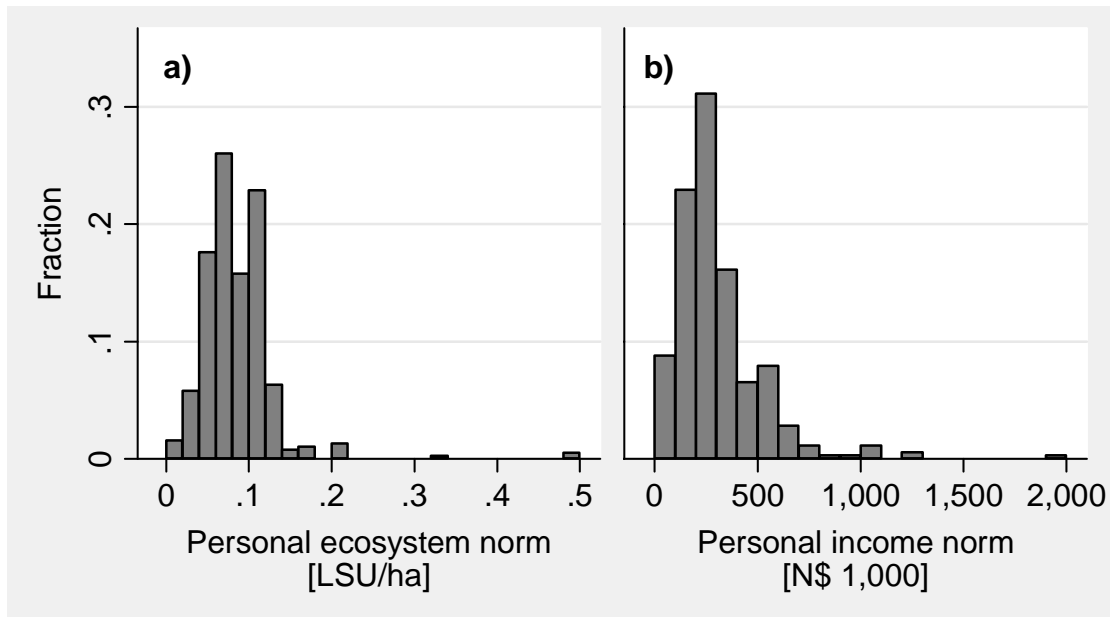 a)
b)
Fraction
.3
.2
.1
0
0 .1 .2 .3 .4 .5
0 500 1,000 1,500 2,000
Personal ecosystem norm
[LSU/ha]
Personal income norm
[N$ 1,000]